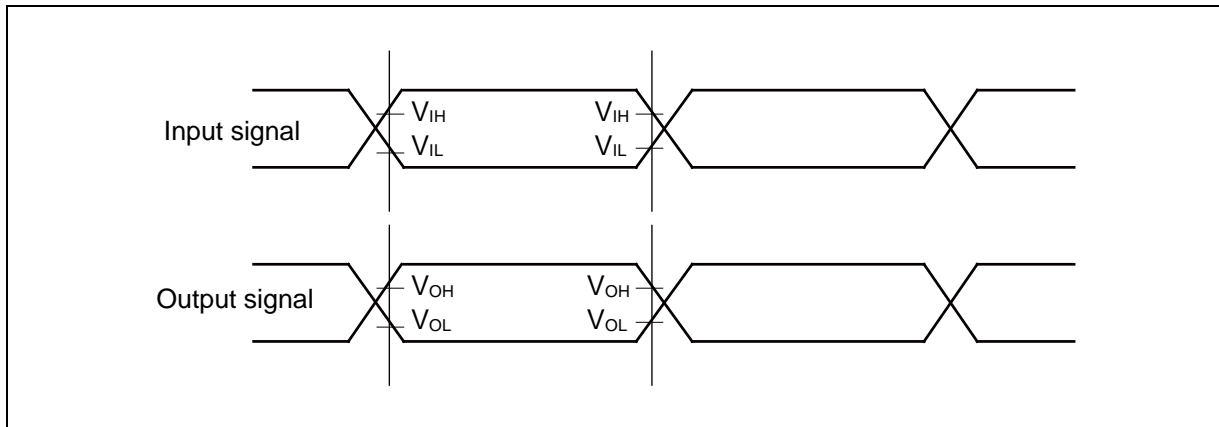 Input signal
VIH
VIH
VIL
VIL
Output signal
VOH
VOH
VOL
VOL